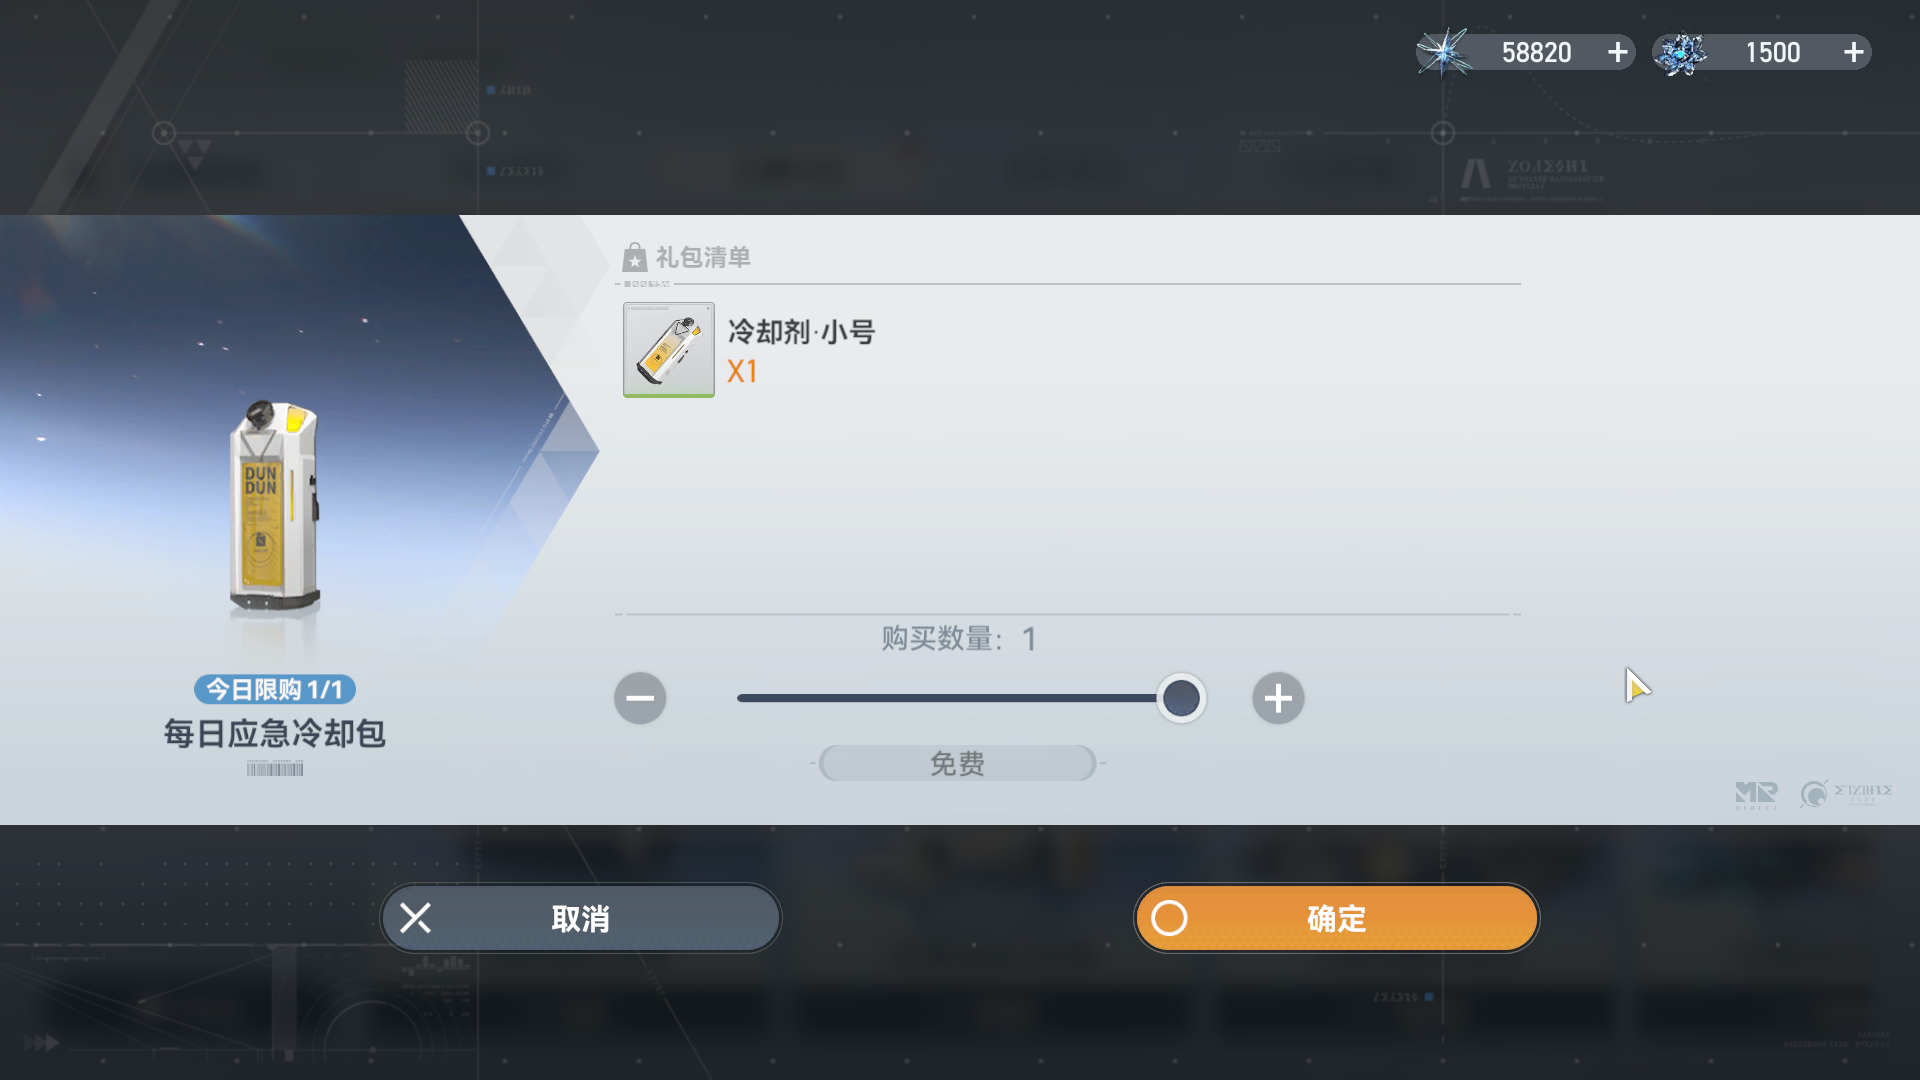 58820
1500
礼包清单
冷却剂·小号
X1
DUN
DUN
购买数量： 1
今日限购 1/1
每日应急冷却包
免费
取消
确定